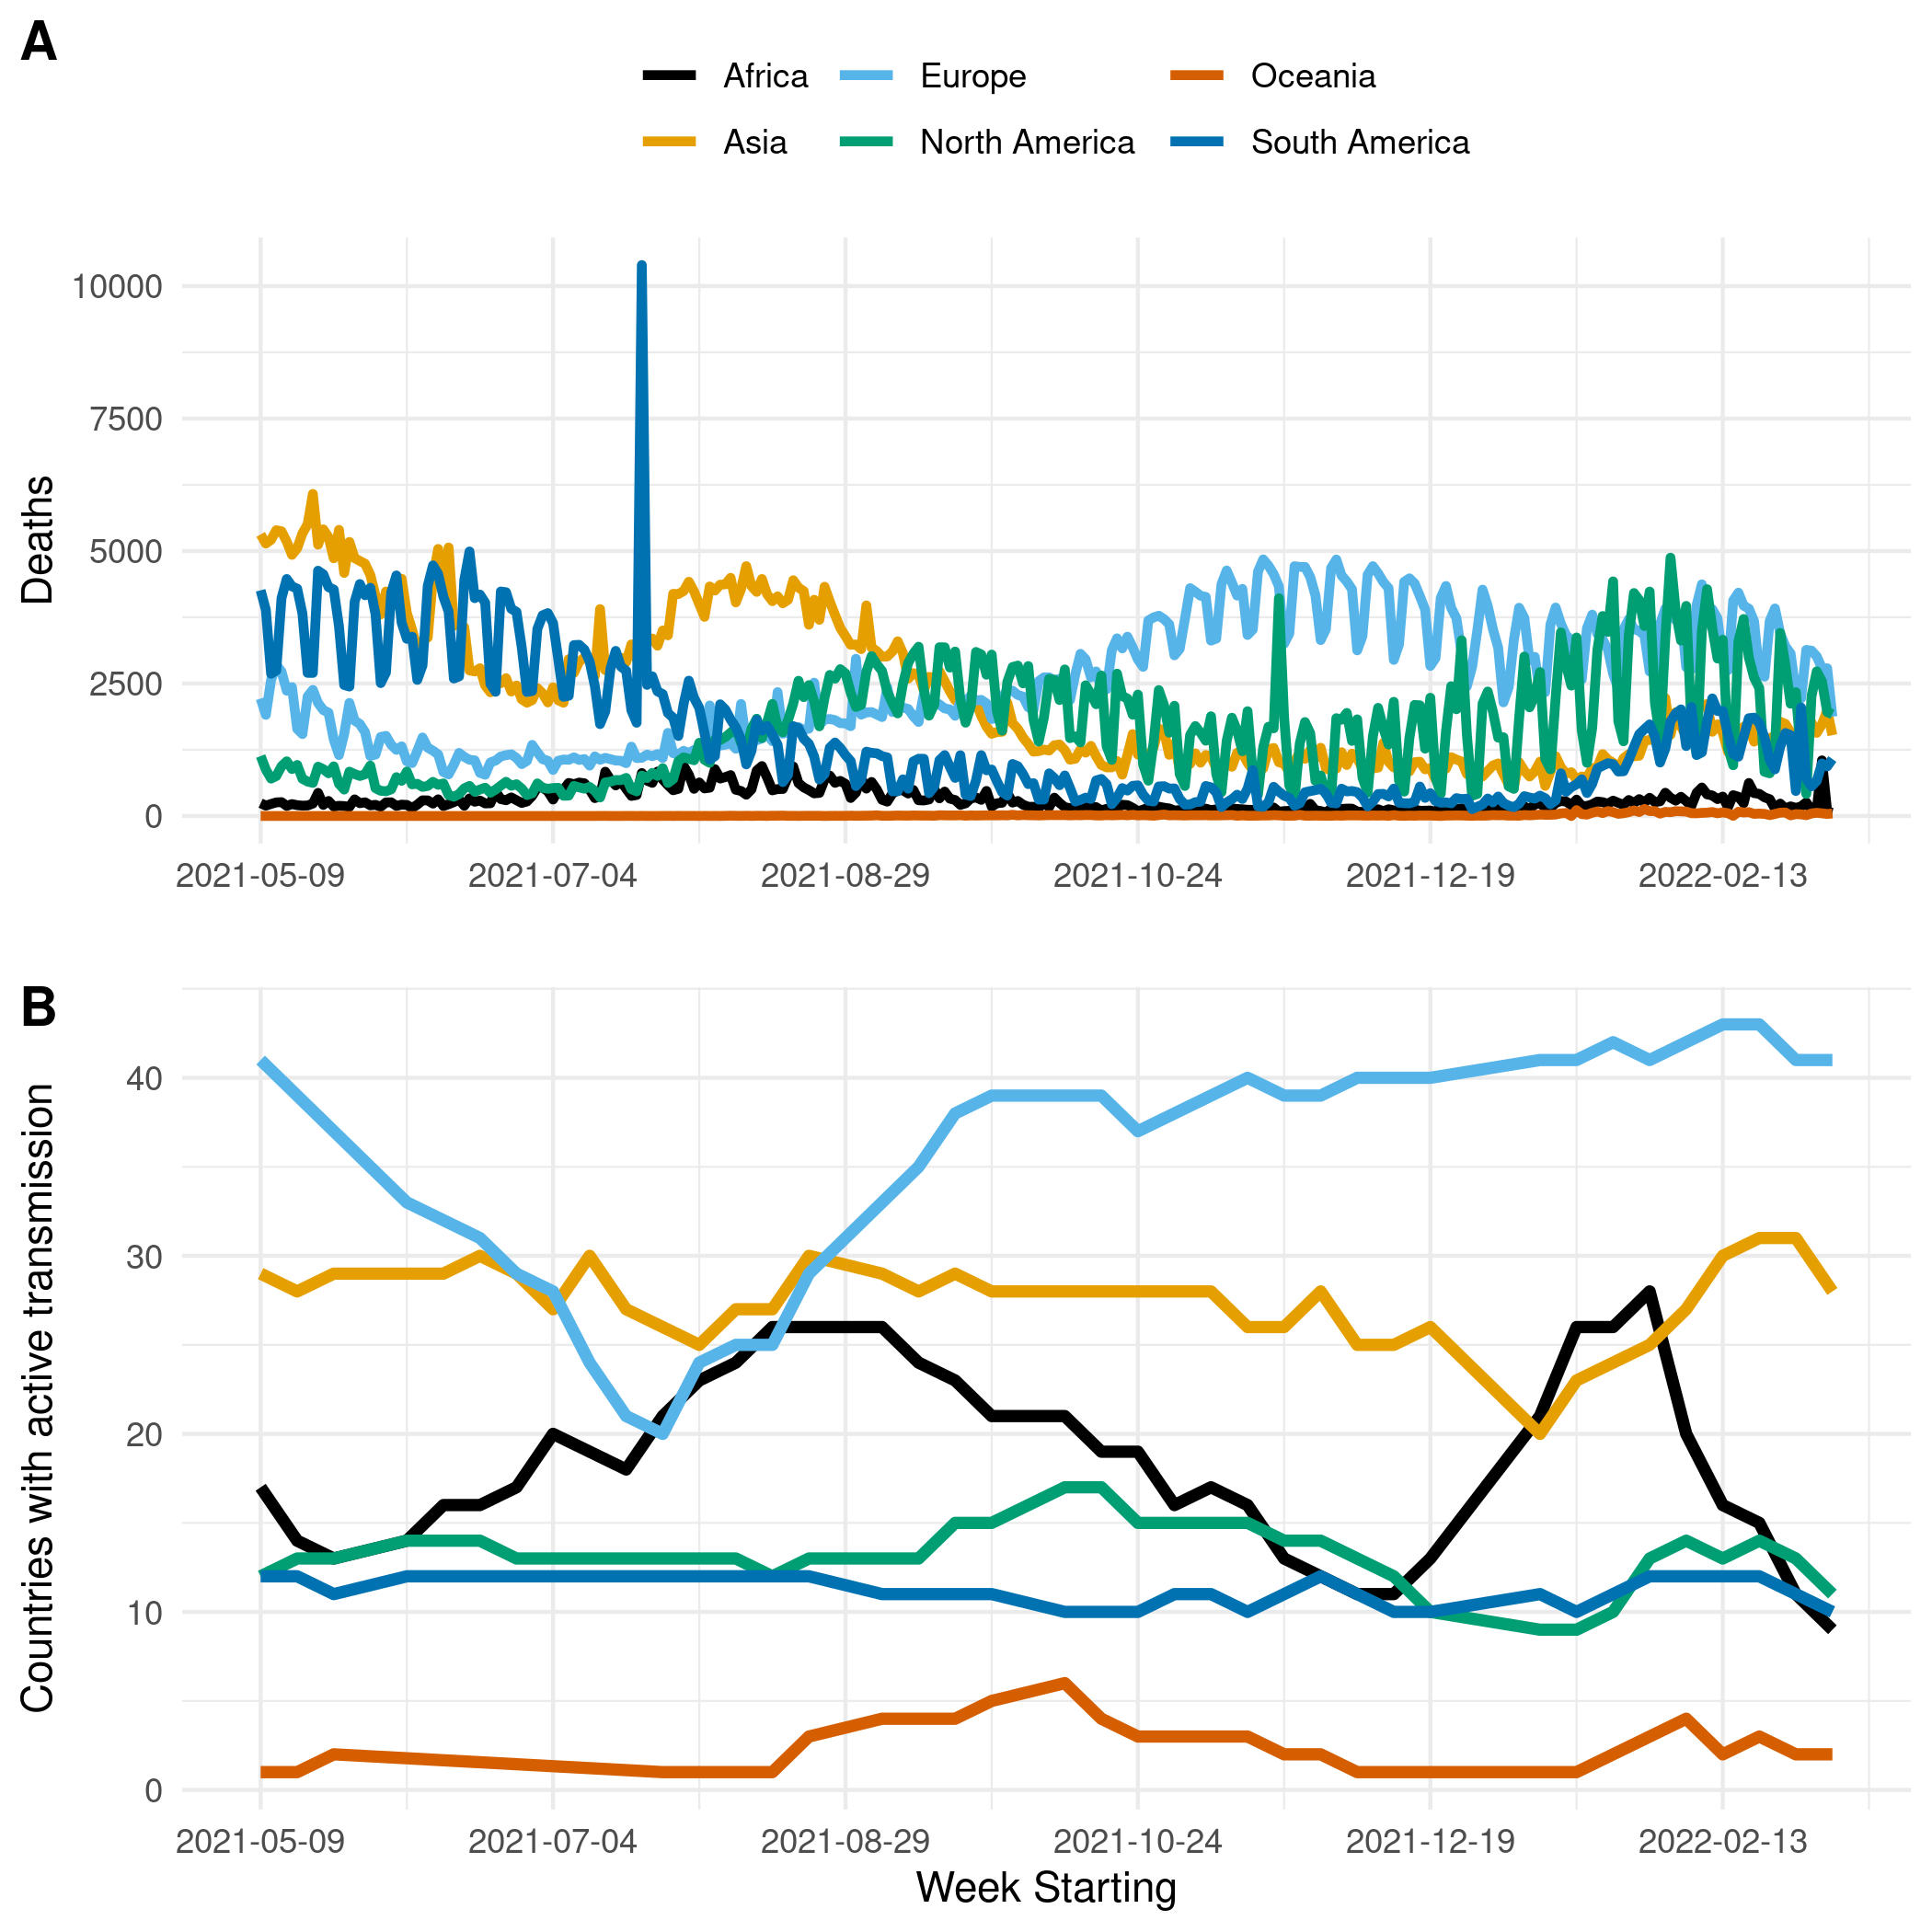 A
Africa Europe Oceania
Asia North America South America
10000
7500
5000
2500
0
Deaths
2021-05-09 2021-07-04 2021-08-29 2021-10-24 2021-12-19 2022-02-13
B
40
30
20
10
0
Countries with active transmission
2021-05-09 2021-07-04 2021-08-29 2021-10-24 2021-12-19 2022-02-13
Week Starting